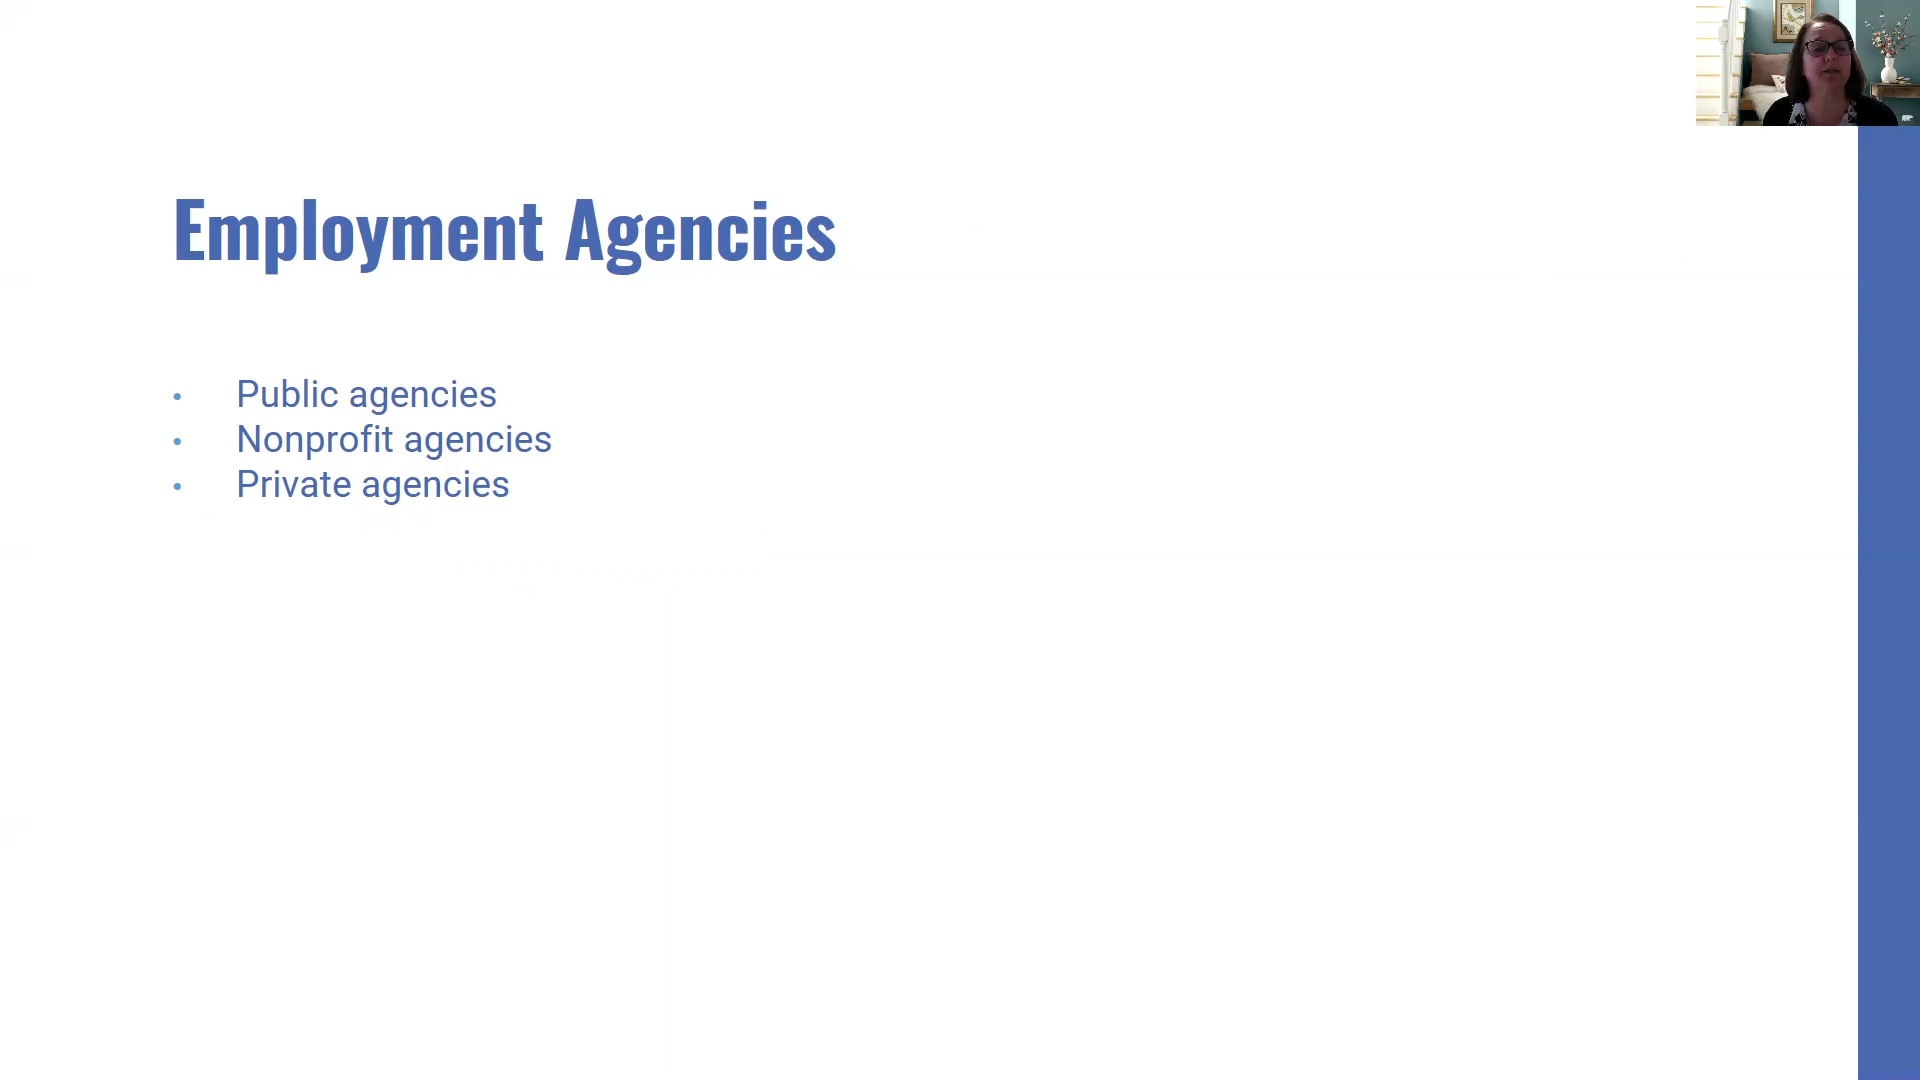 Employment Agencies
• Public agencies
• Nonprofit agencies
• Private agencies